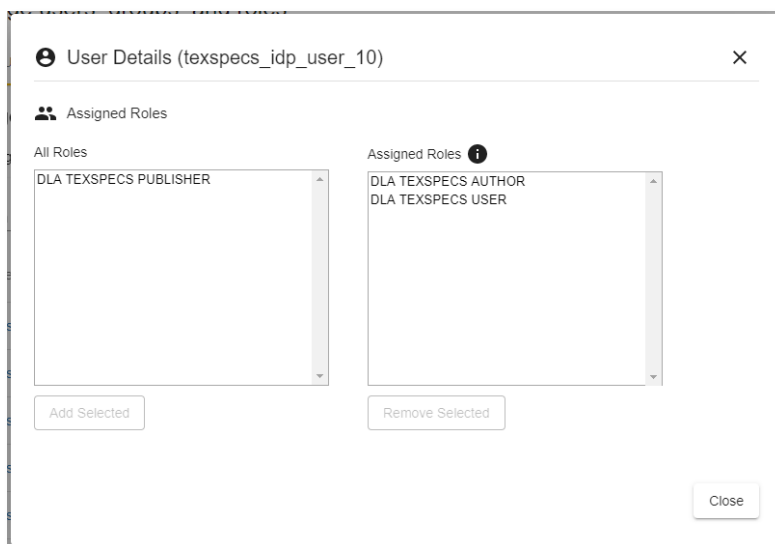 User Details (texspecs_idp_user_10)
Assigned Roles
All Roles
DLA TEXSPECS PUBLISHER
Add Selected
Assigned Roles
DLA TEXSPECS AUTHOR
DLA TEXSPECS USER
Remove Selected
Close